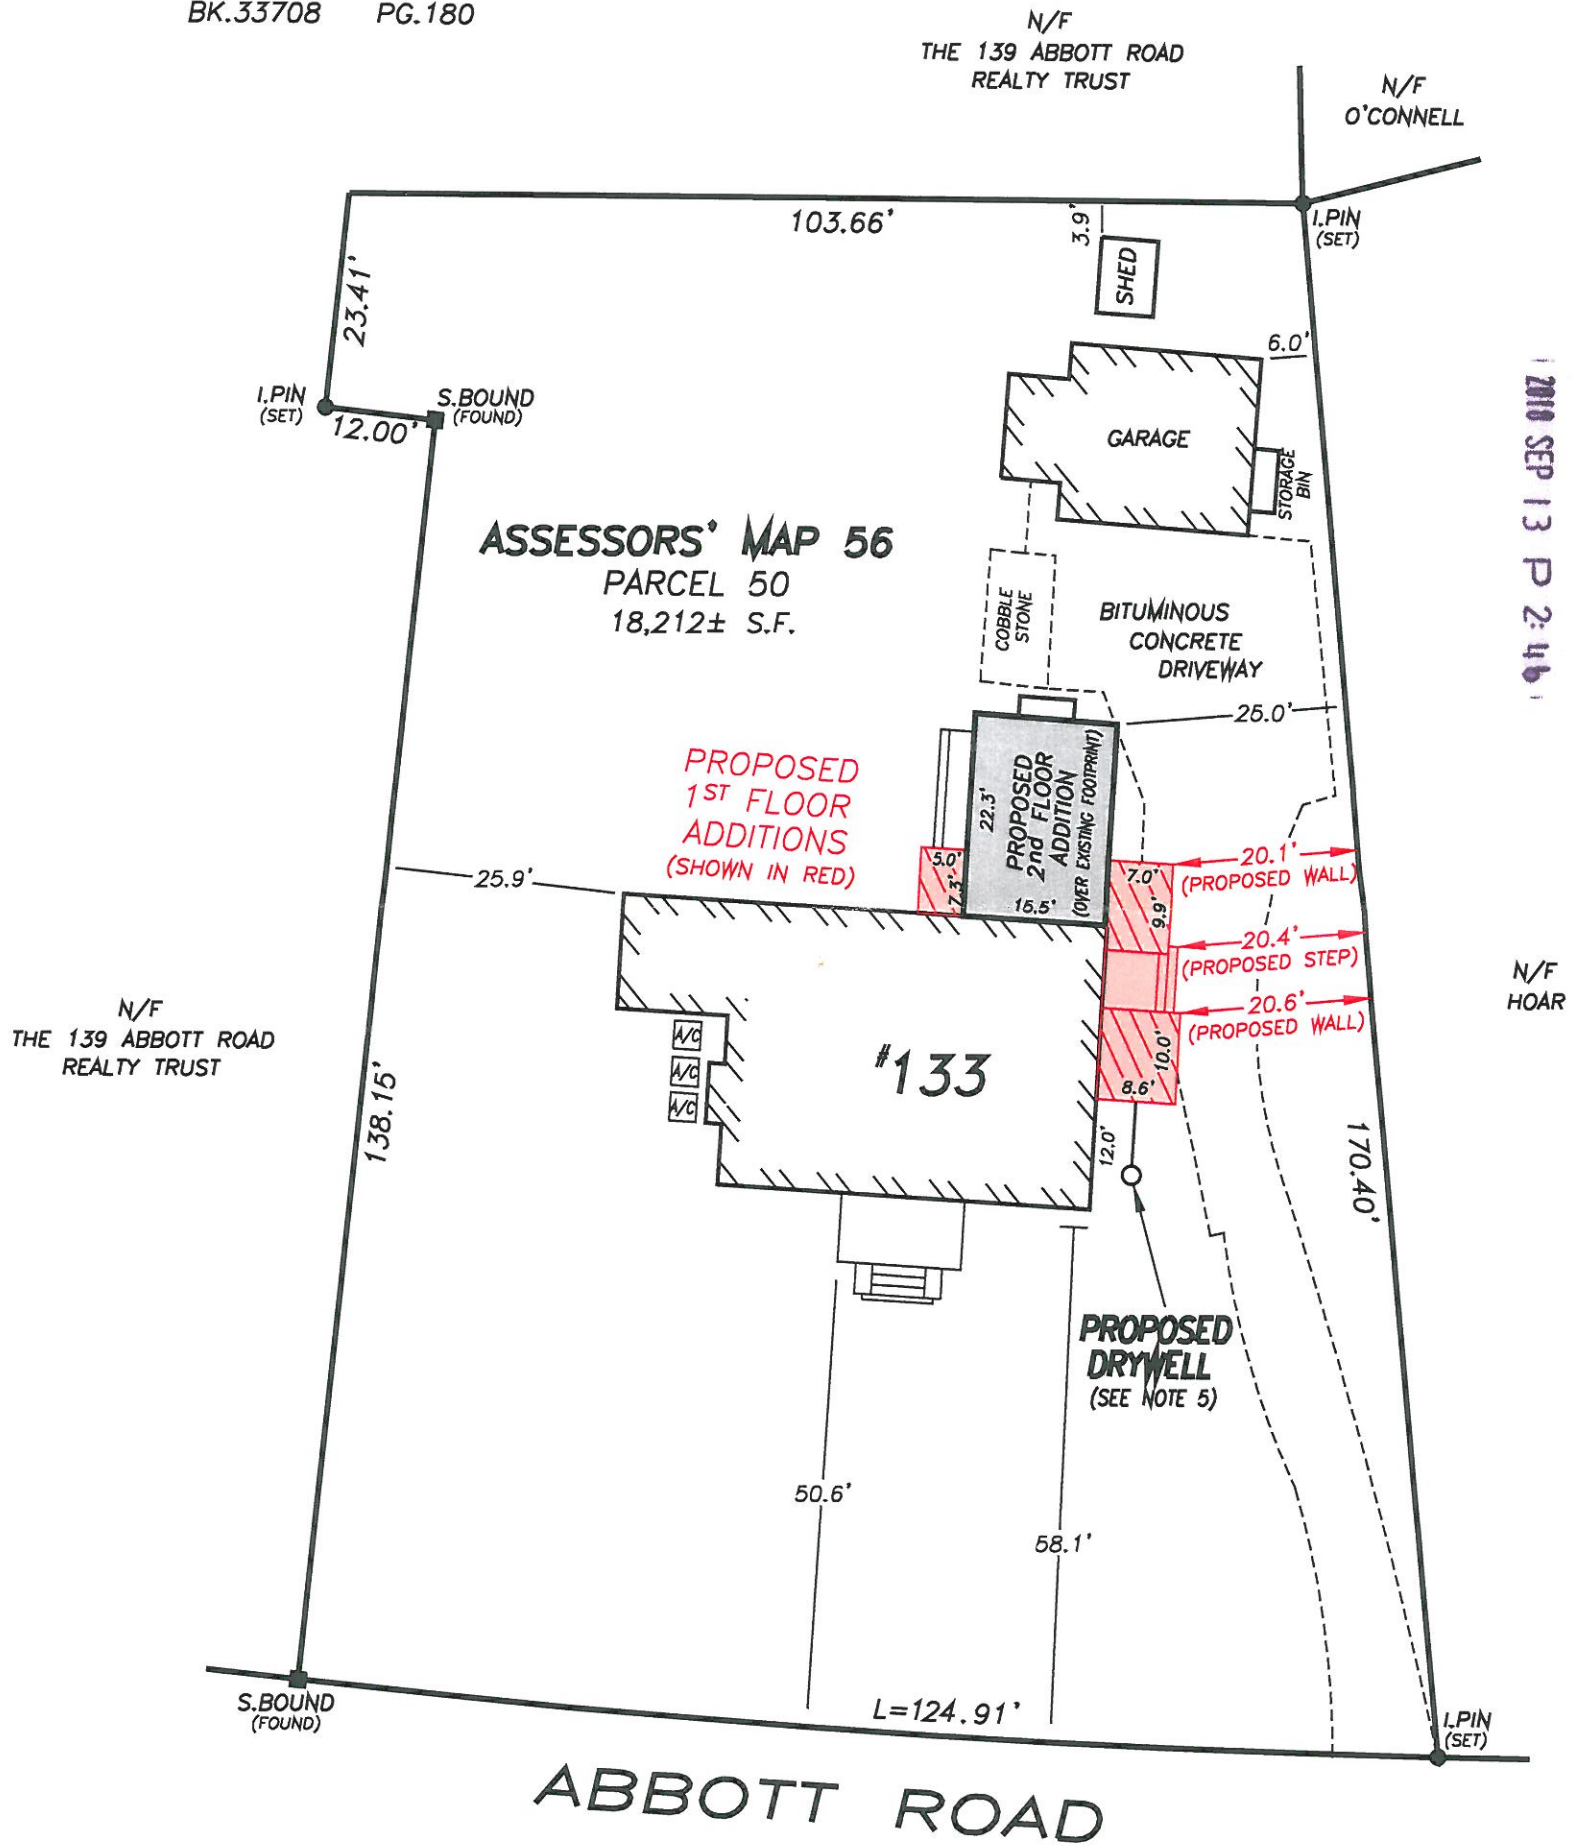 BK.33708 PG.180
N/F
THE 139 ABBOTT ROAD
REALTY TRUST
N/F
O'CONNELL
103.66'
3.9'
I.PIN
(SET)
SHED
23.41'
6.0'
I.PIN
(SET)
12.00'
S.BOUND
(FOUND)
GARAGE
STORAGE
BIN
SEP 13 P 2:46
ASSESSORS' MAP 56
PARCEL 50
18,212± S.F.
COBBLE
STONE
BITUMINOUS
CONCRETE
DRIVEWAY
25.0'
PROPOSED
1ST FLOOR
ADDITIONS
(SHOWN IN RED)
22.3'
PROPOSED
2nd FLOOR
ADDITION
(OVER EXISTING FOOTPRINT)
15.5'
5.0'
7.3'
7.0'
9.9'
20.1'
(PROPOSED WALL)
25.9'
20.4'
(PROPOSED STEP)
20.6'
(PROPOSED WALL)
N/F
HOAR
N/F
THE 139 ABBOTT ROAD
REALTY TRUST
A/C
A/C
A/C
#133
10.0'
8.6'
12.0'
138.15'
170.40'
PROPOSED
DRYWELL
(SEE NOTE 5)
50.6'
58.1'
S.BOUND
(FOUND)
L=124.91'
I.PIN
(SET)
ABBOTT ROAD